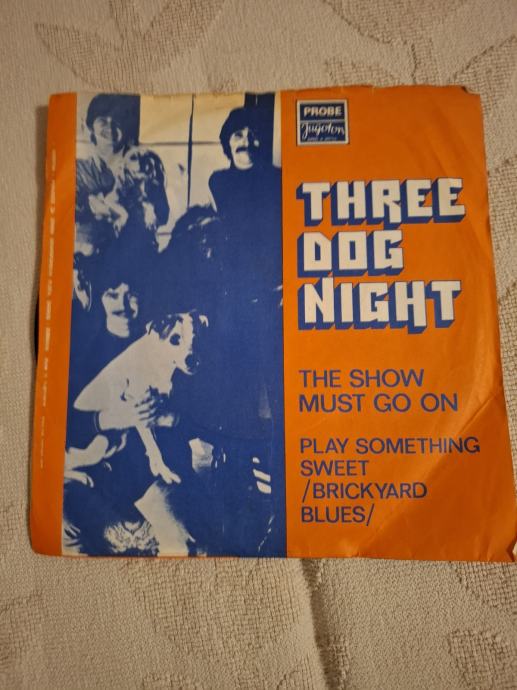 PROBE
Jugoton
THREE
DOG
NIGHT
THE SHOW
MUST GO ON
PLAY SOMETHING
SWEET
/BRICKYARD
BLUES/